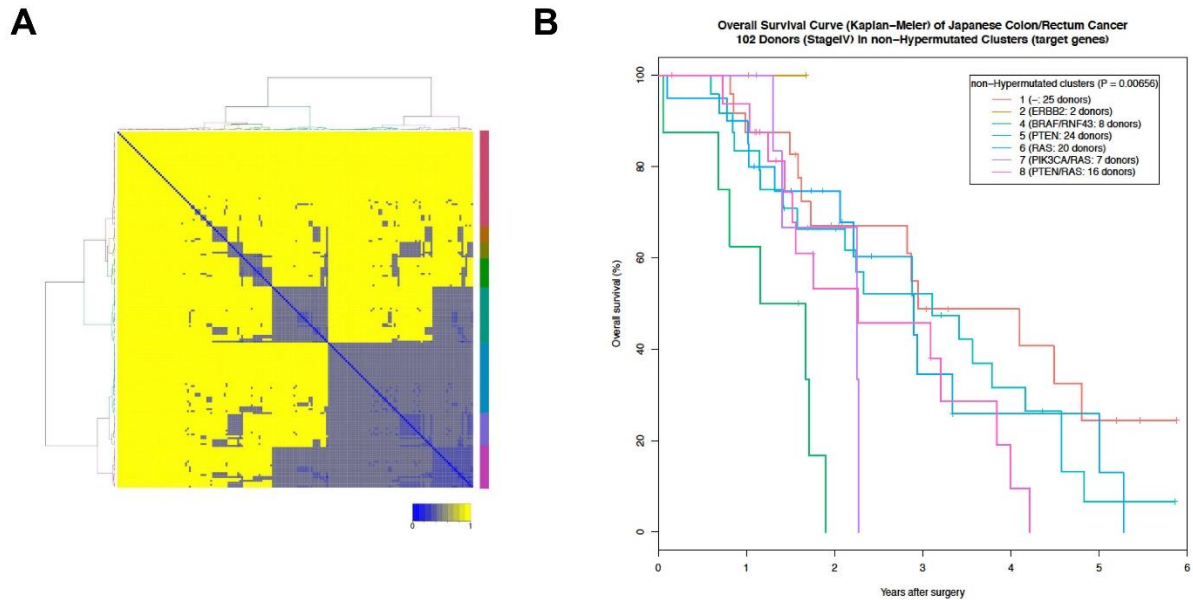 A
0
1
B
Overall Survival Curve (Kaplan-Meier) of Japanese Colon/Rectum Cancer
102 Donors (StageIV) in non-Hypermutated Clusters (target genes)
non-Hypermutated clusters (P = 0.00656)
1 (-: 25 donors)
2 (ERBB2: 2 donors)
4 (BRAF/RNF43: 8 donors)
5 (PTEN: 24 donors)
6 (RAS: 20 donors)
7 (PIK3CA/RAS: 7 donors)
8 (PTEN/RAS: 16 donors)
Overall survival (%)
100
80
60
40
20
0
0 1 2 3 4 5 6
Years after surgery